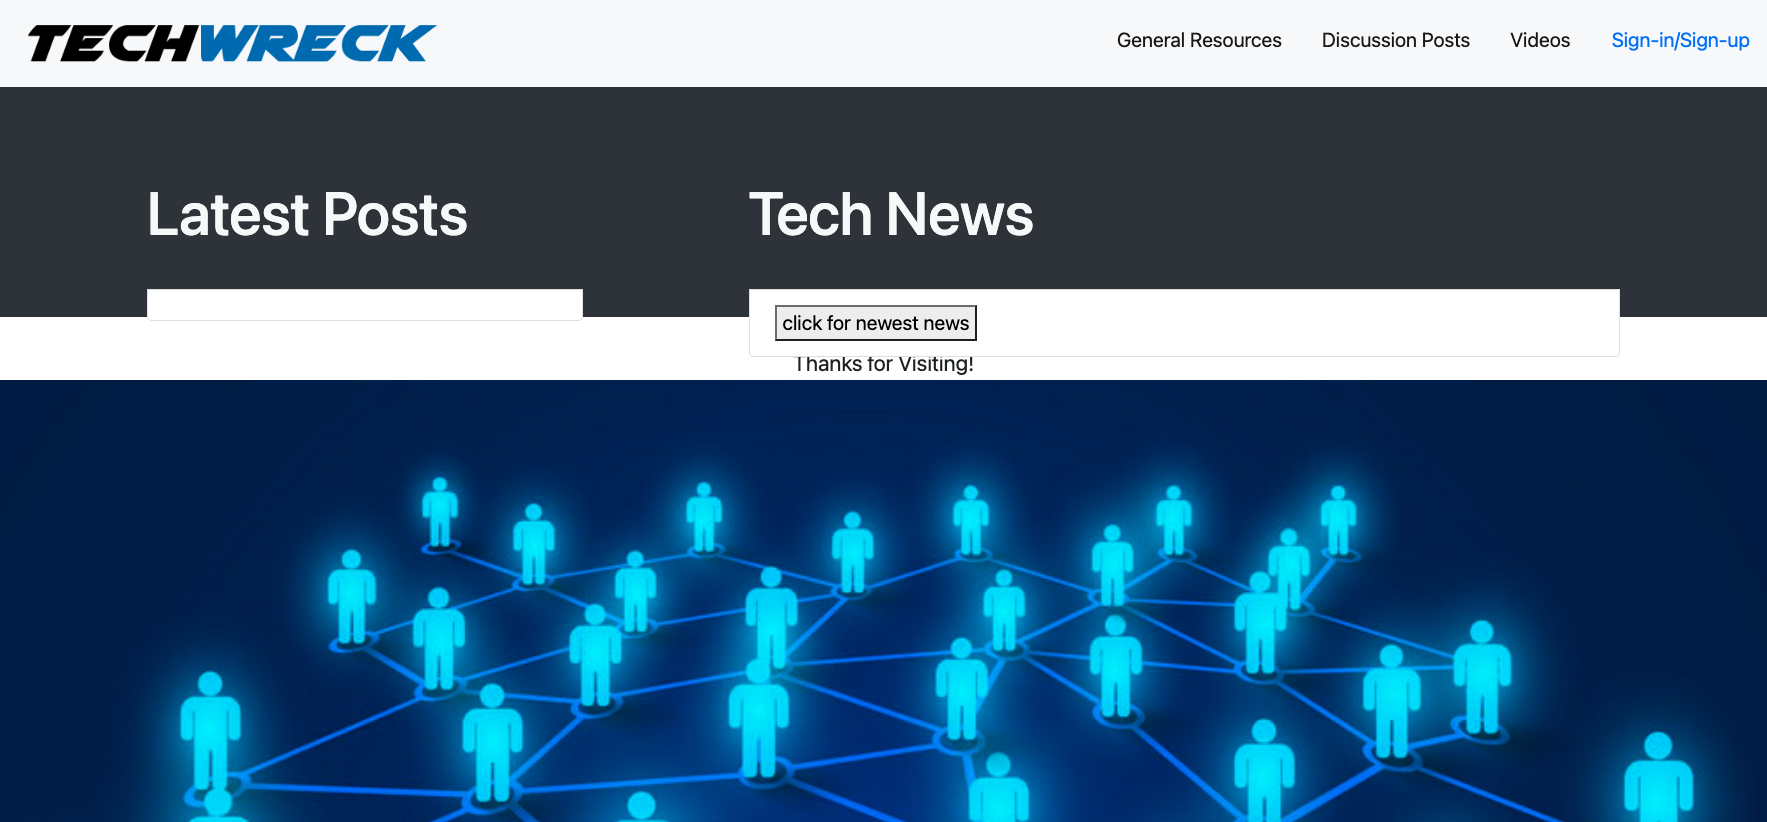 TECHWRECK
General Resources
Discussion Posts
Videos
Sign-in/Sign-up
Latest Posts
Tech News
click for newest news
Thanks for Visiting!